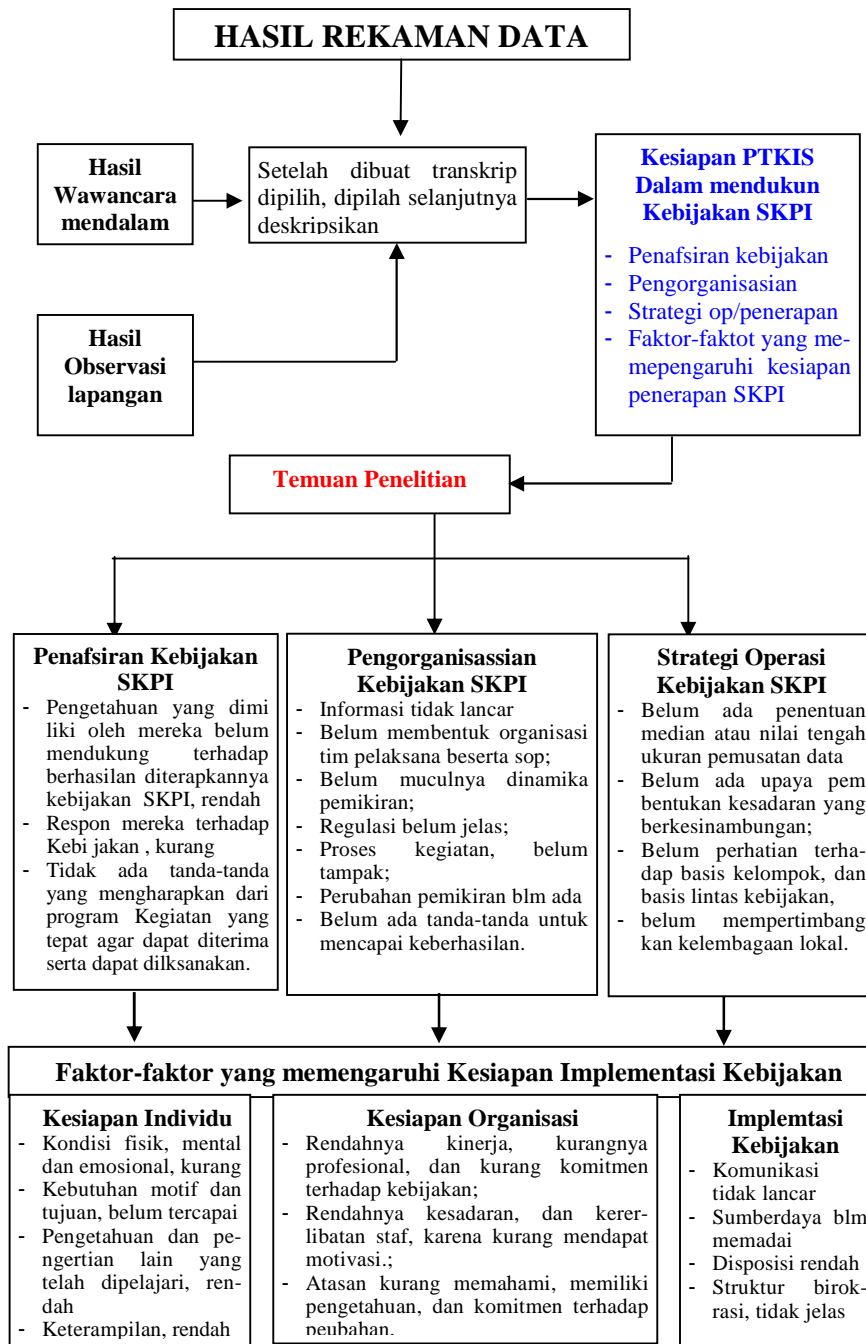 HASIL REKAMAN DATA
Hasil
Wawancara
mendalam
Setelah dibuat transkrip
dipilih, dipilah selanjutnya
deskripsikan
Kesiapan PTKIS
Dalam mendukun
Kebijakan SKPI
- Penafsiran kebijakan
- Pengorganisasian
- Strategi op/penerapan
- Faktor-faktot yang me-
mepengaruhi kesiapan
penerapan SKPI
Hasil
Observasi
lapangan
Temuan Penelitian
Penafsiran Kebijakan
SKPI
- Pengetahuan yang dimi
liki oleh mereka belum
mendukung terhadap
berhasilan diterapkannya
kebijakan SKPI, rendah
- Respon mereka terhadap
Kebi jakan , kurang
- Tidak ada tanda-tanda
yang mengharapkan dari
program Kegiatan yang
tepat agar dapat diterima
serta dapat dilksanakan.
Pengorganisassian
Kebijakan SKPI
- Informasi tidak lancar
- Belum membentuk organisasi
tim pelaksana beserta sop;
- Belum muculnya dinamika
pemikiran;
- Regulasi belum jelas;
- Proses kegiatan, belum
tampak;
- Perubahan pemikiran blm ada
- Belum ada tanda-tanda untuk
mencapai keberhasilan.
Strategi Operasi
Kebijakan SKPI
- Belum ada penentuan
median atau nilai tengah
ukuran pemusatan data
- Belum ada upaya pem
bentukan kesadaran yang
berkesinambungan;
- Belum perhatian terha-
dap basis kelompok, dan
basis lintas kebijakan,
- belum mempertimbang
kan kelembagaan lokal.
Faktor-faktor yang memengaruhi Kesiapan Implementasi Kebijakan
Kesiapan Individu
- Kondisi fisik, mental
dan emosional, kurang
- Kebutuhan motif dan
tujuan, belum tercapai
- Pengetahuan dan pe-
ngertian lain yang
telah dipelajari, ren-
dah
- Keterampilan, rendah
Kesiapan Organisasi
- Rendahnya kinerja, kurangnya
profesional, dan kurang komitmen
terhadap kebijakan;
- Rendahnya kesadaran, dan kerer-
libatan staf, karena kurang mendapat
motivasi.;
- Atasan kurang memahami, memiliki
pengetahuan, dan komitmen terhadap
peubahan.
Implemtasi
Kebijakan
- Komunikasi
tidak lancar
- Sumberdaya blm
memadai
- Disposisi rendah
- Struktur birok-
rasi, tidak jelas